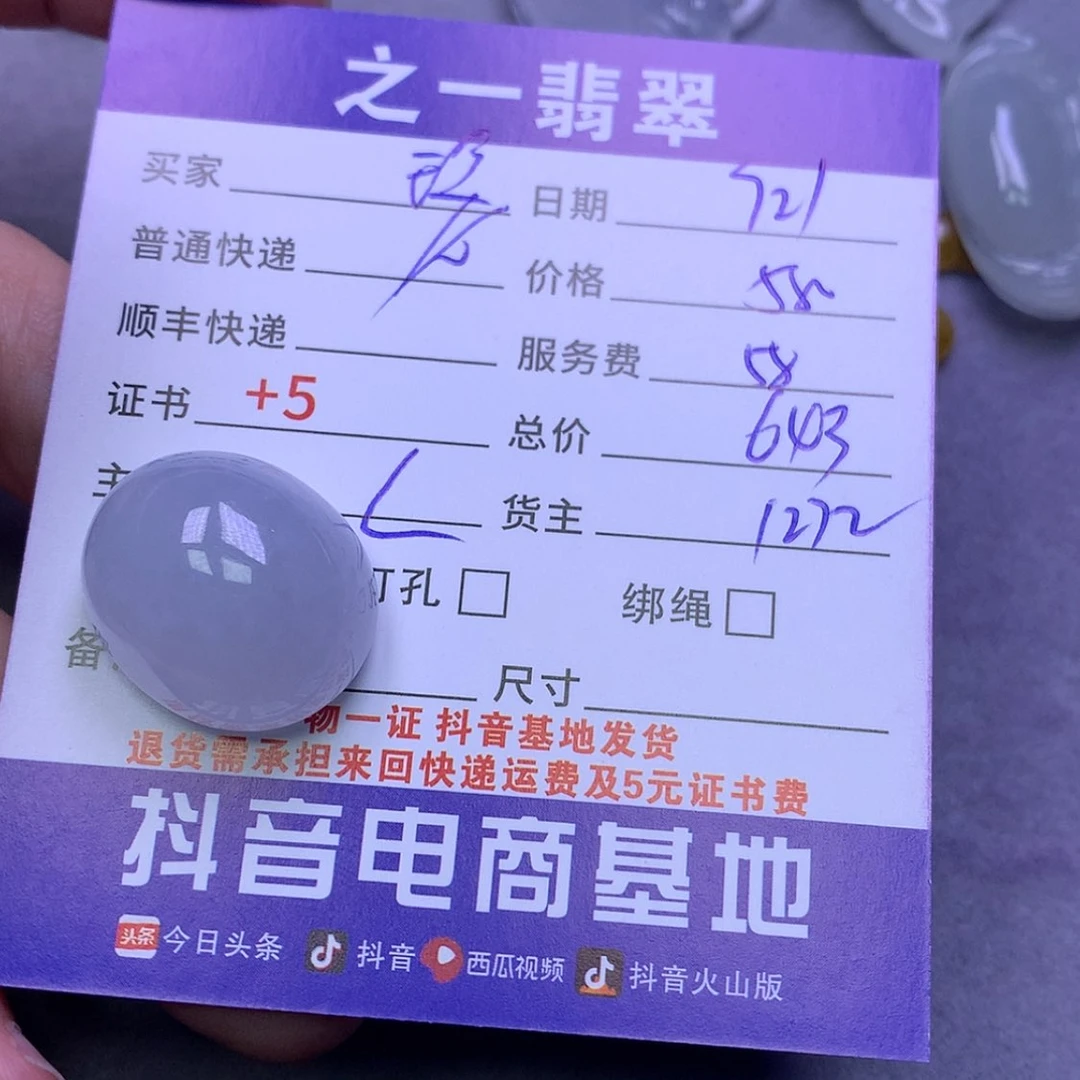 之一翡翠
买家 日期 721
普通快递 价格 580
顺丰快递 服务费 58
证书 +5 总价 643
主 货主 1272
打孔 绑绳
备 尺寸
物一证 抖音基地发货
退货需承担来回快递运费及5元证书费
抖音电商基地
头条 今日头条 抖音 西瓜视频 抖音火山版